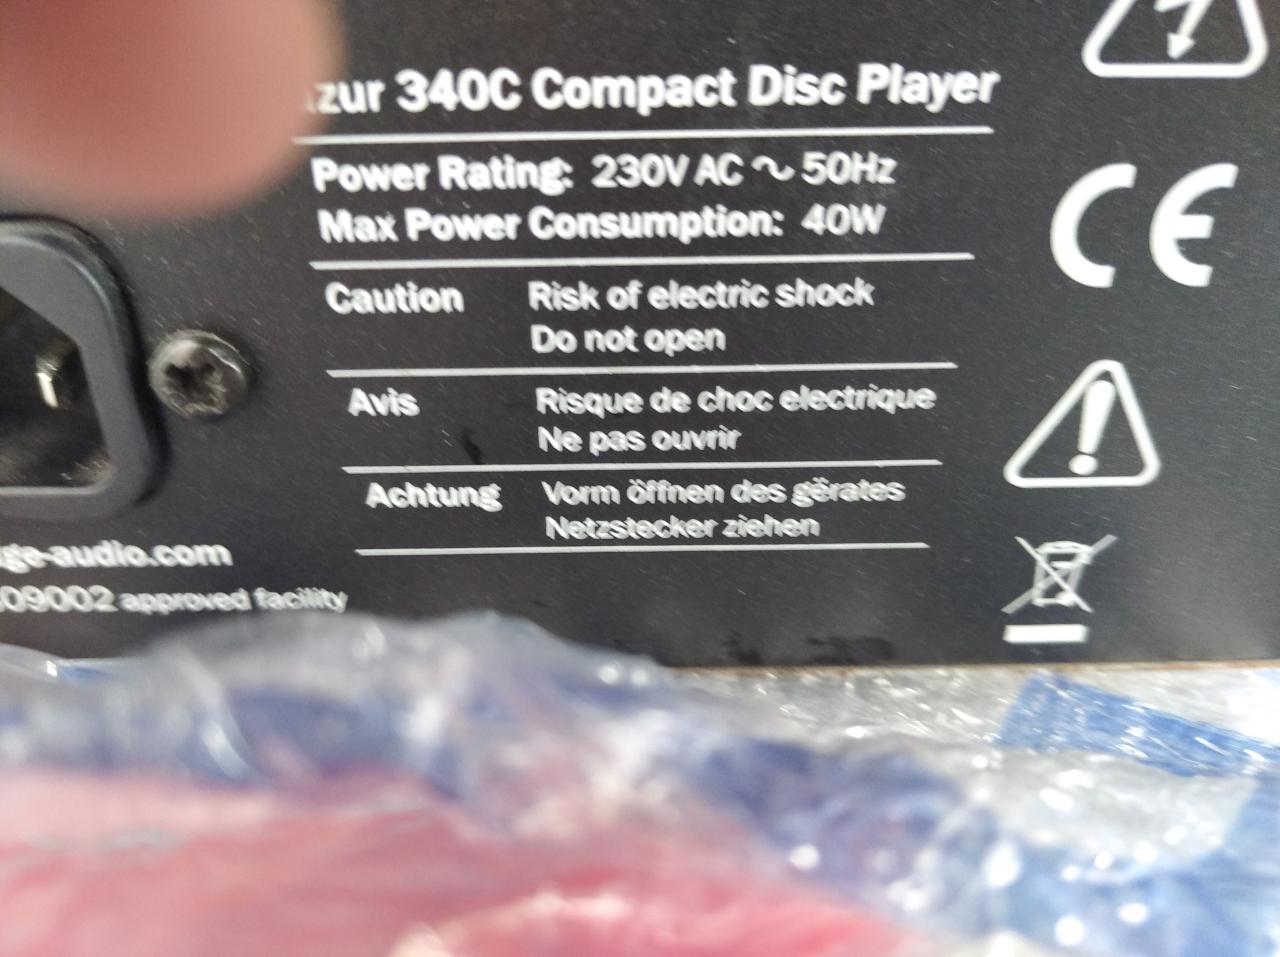 zur 340C Compact Disc Player
Power Rating: 230V AC ~ 50Hz
Max Power Consumption: 40W
Caution Risk of electric shock
Do not open
Avis Risque de choc electrique
Ne pas ouvrir
Achtung Vorm öffnen des gërates
Netzstecker ziehen
ge-audio.com
09002 approved facility
CE